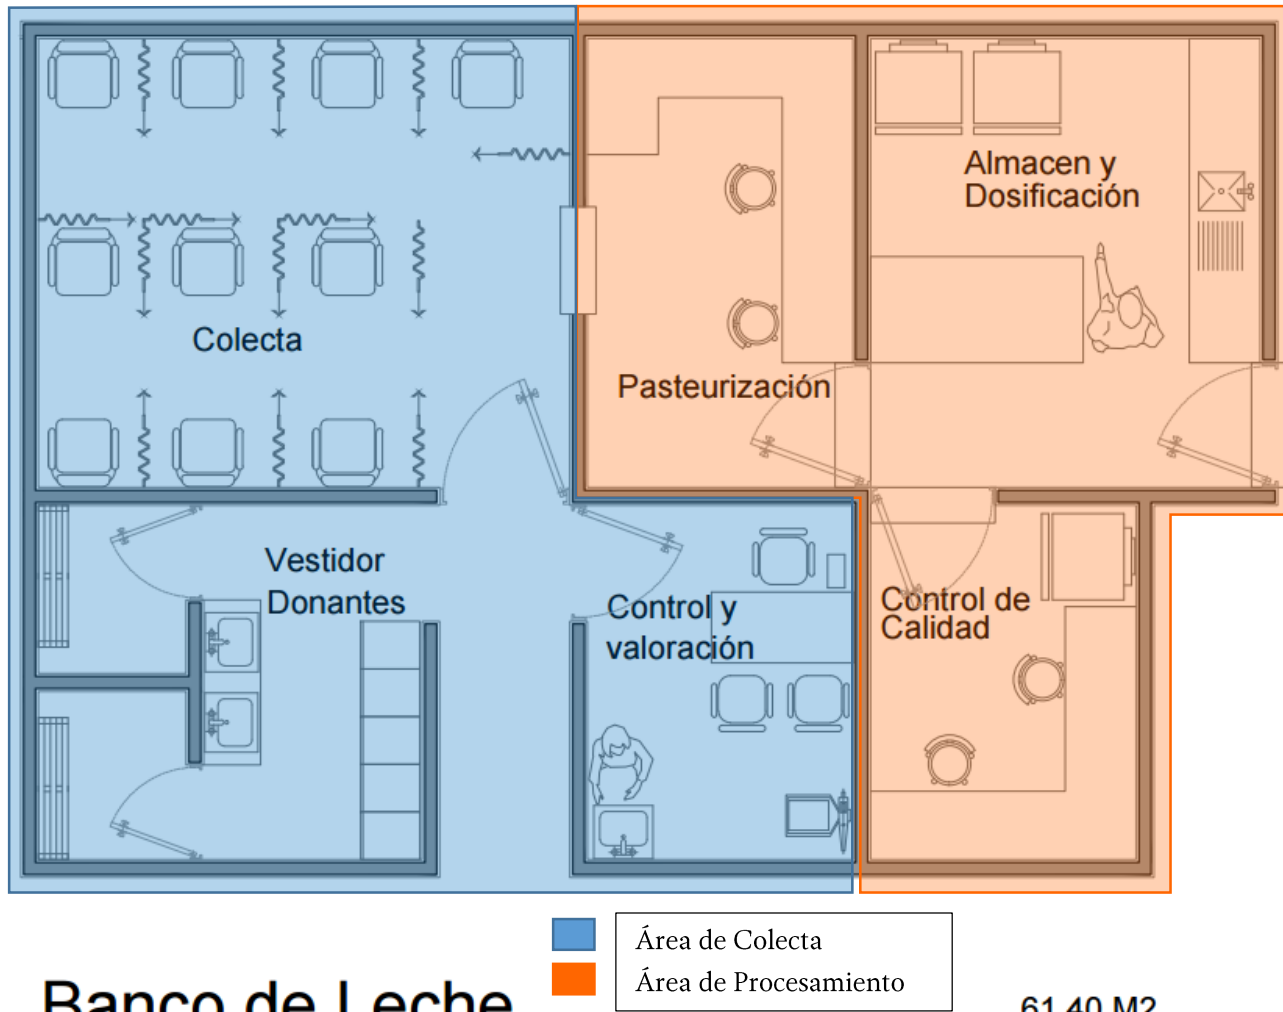 Almacen y
Dosificación
Colecta
Pasteurización
Vestidor
Donantes
Control y
valoración
Control de
Calidad
Área de Colecta
Área de Procesamiento
Banco de Leche
61.40 M2